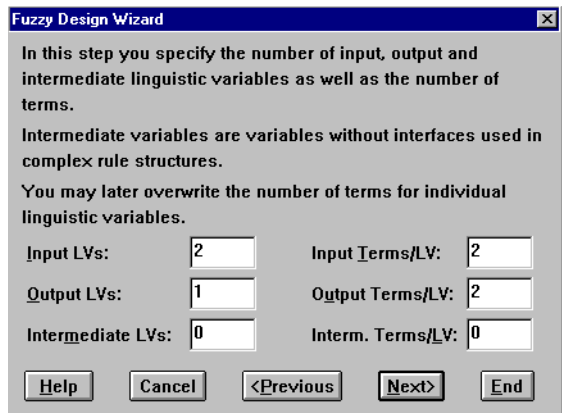 Fuzzy Design Wizard
In this step you specify the number of input, output and
intermediate linguistic variables as well as the number of
terms.
Intermediate variables are variables without interfaces used in
complex rule structures.
You may later overwrite the number of terms for individual
linguistic variables.
Input LVs: 2 Input Terms/LV: 2
Output LVs: 1 Output Terms/LV: 2
Intermediate LVs: 0 Interm. Terms/LV: 0
Help Cancel <Previous Next> End